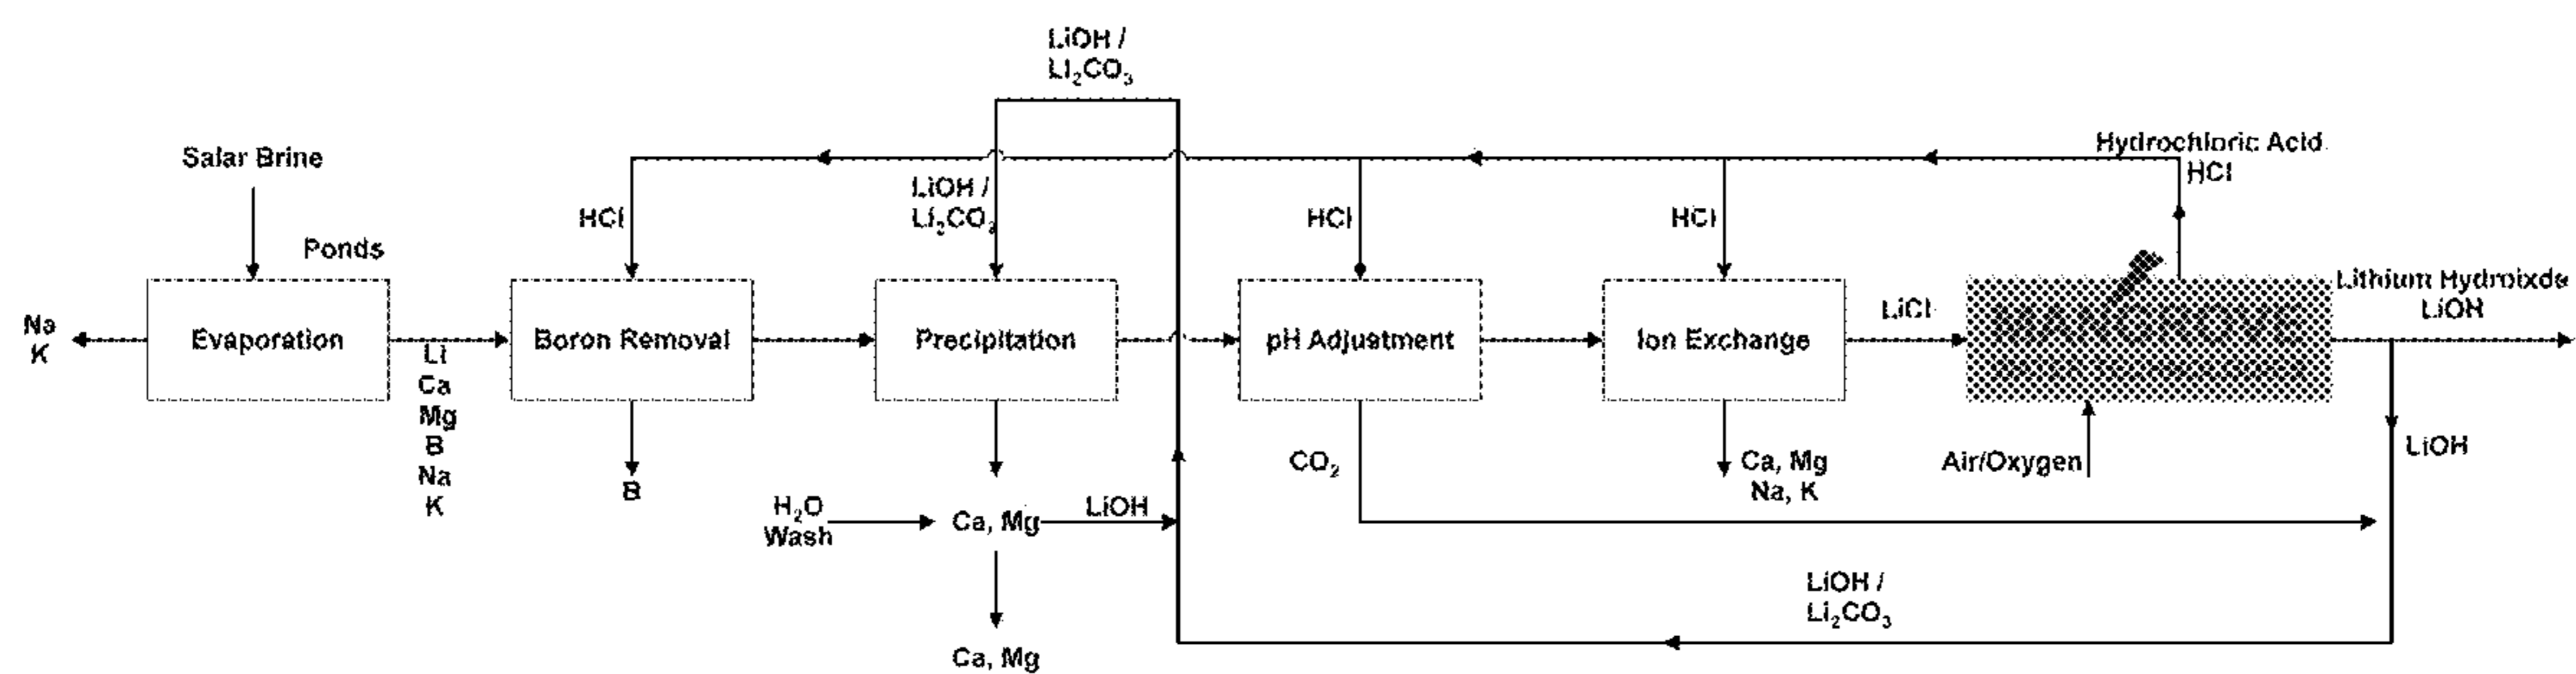 LiOH /
Li₂CO₃
Salar Brine
Hydrochloric Acid
HCl
LiOH /
Li₂CO₃
HCl
HCl
HCl
Ponds
Lithium Hydroixde
LiOH
LiCl
Na
K
Evaporation
Boron Removal
Precipitation
pH Adjustment
Ion Exchange
Li
Ca
Mg
B
Na
K
B
CO₂
Ca, Mg
Na, K
Air/Oxygen
LiOH
H₂O
Wash
Ca, Mg
LiOH
LiOH /
Li₂CO₃
Ca, Mg